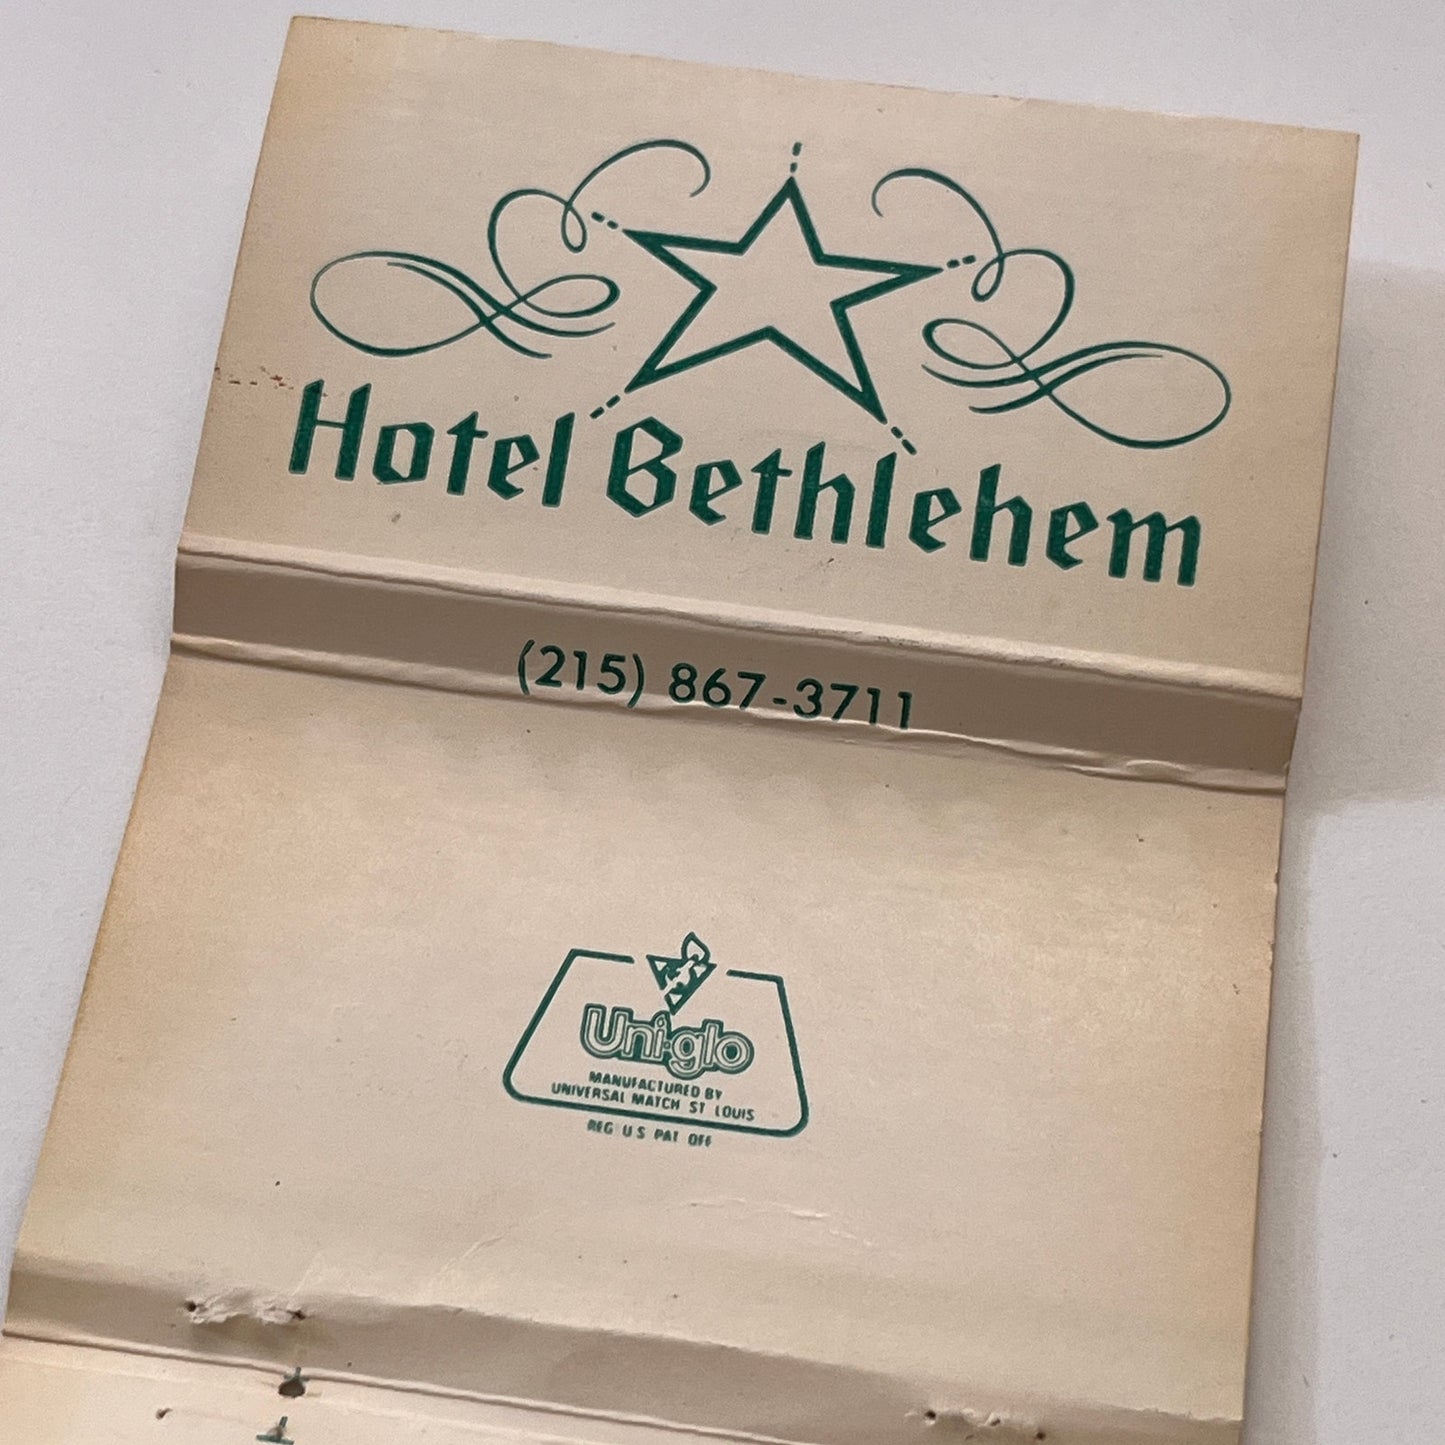 Hotel Bethlehem
(215) 867-3711
Uni-glo
MANUFACTURED BY
UNIVERSAL MATCH ST LOUIS
REG U S PAT OFF